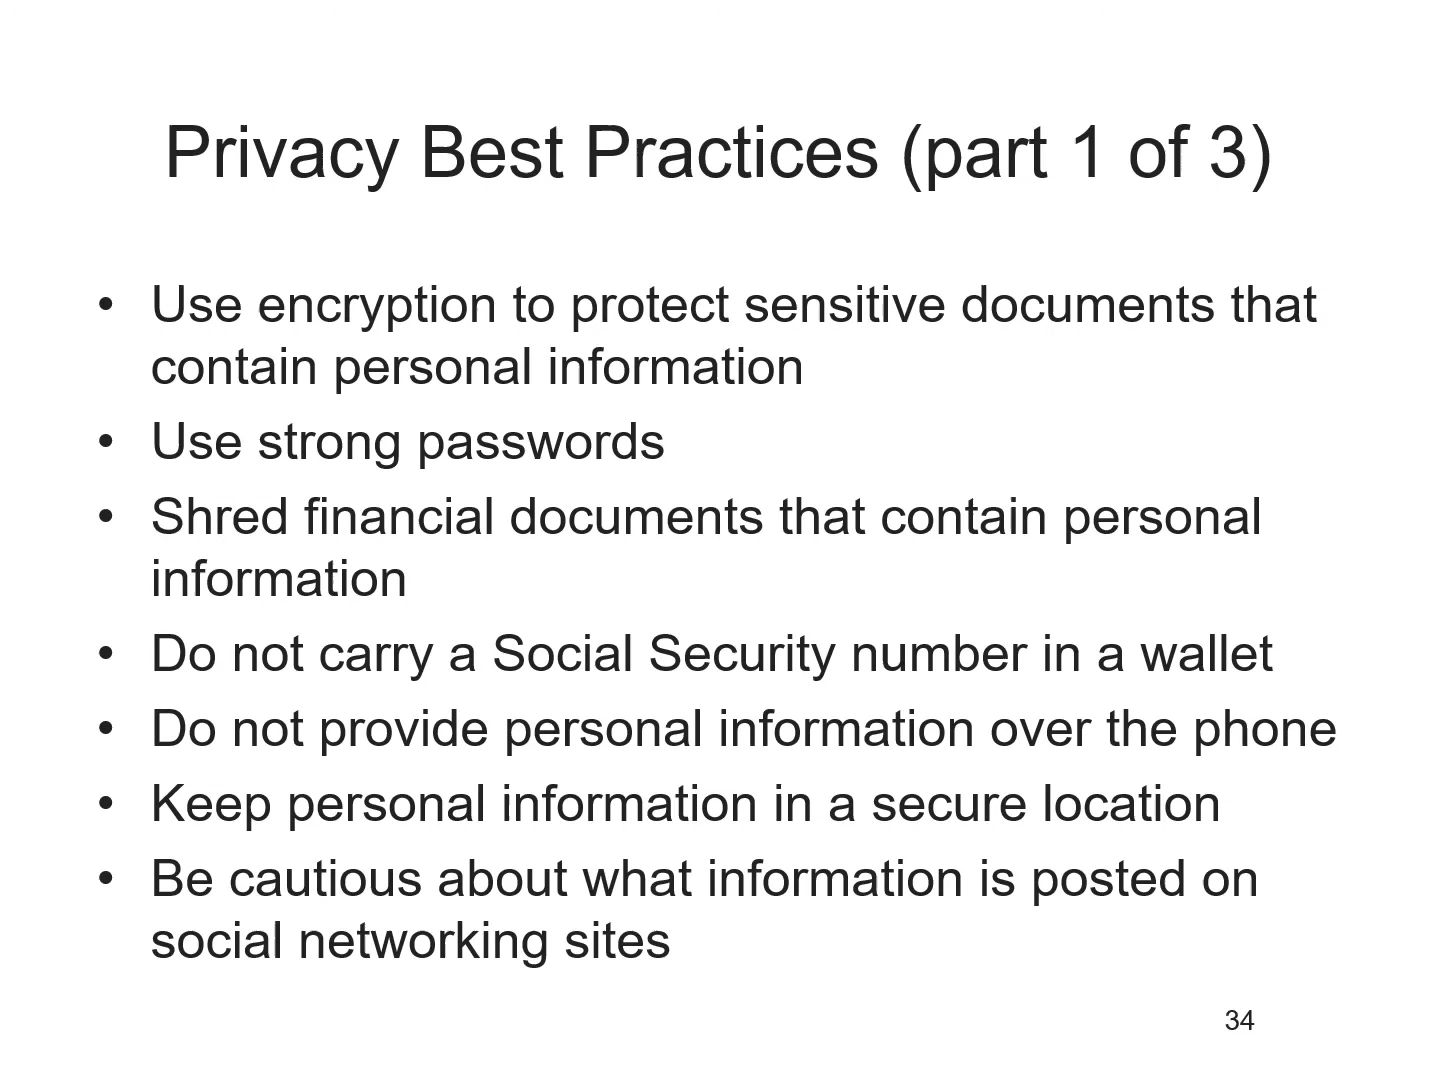 Privacy Best Practices (part 1 of 3)
• Use encryption to protect sensitive documents that
contain personal information
• Use strong passwords
• Shred financial documents that contain personal
information
• Do not carry a Social Security number in a wallet
• Do not provide personal information over the phone
• Keep personal information in a secure location
• Be cautious about what information is posted on
social networking sites
34